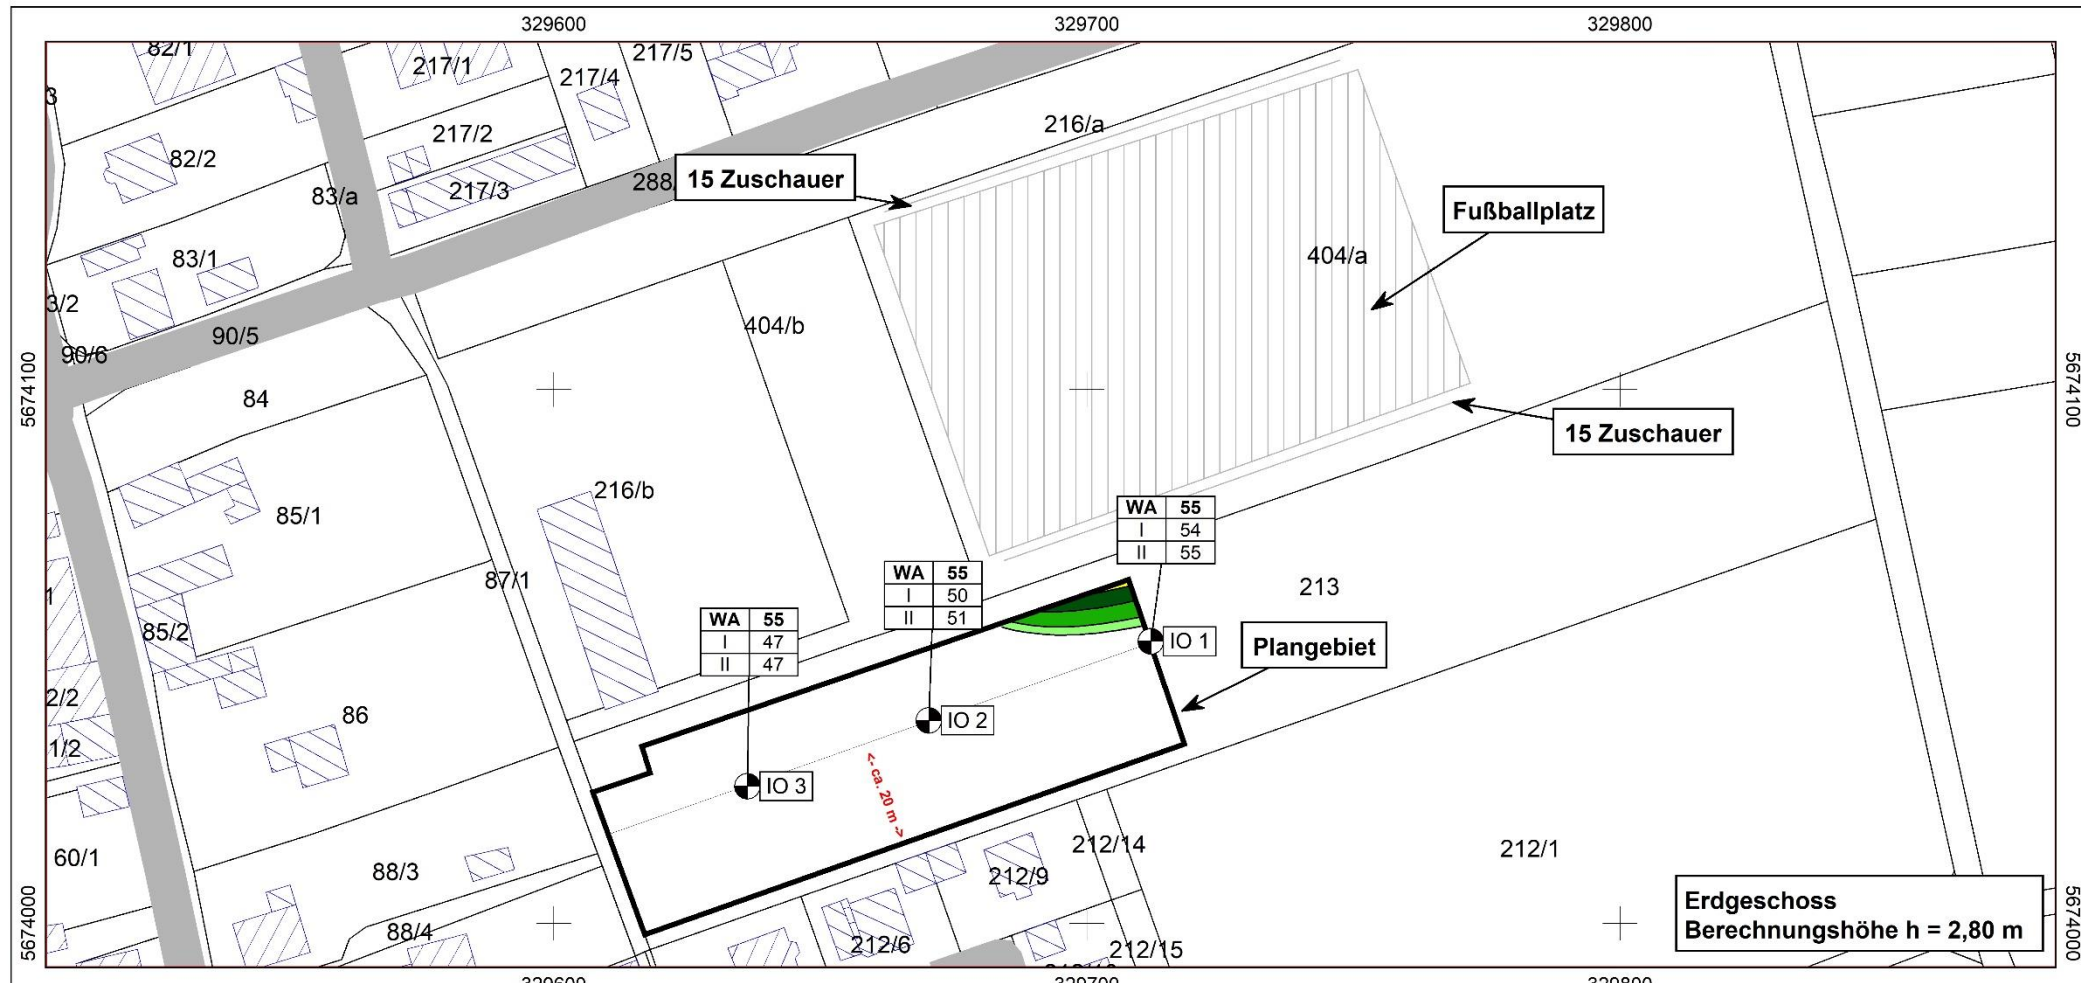 329600
329700
329800
82/1
217/1
217/4
217/5
3
217/2
216/a
82/2
83/a
217/3
288/
15 Zuschauer
Fußballplatz
83/1
404/a
3/2
90/5
404/b
90/6
5674100
5674100
84
15 Zuschauer
216/b
85/1
WA 55
I 54
II 55
87/1
WA 55
I 50
II 51
213
1
85/2
WA 55
I 47
II 47
IO 1
Plangebiet
2/2
86
IO 2
1/2
IO 3
<- ca. 20 m ->
60/1
88/3
212/14
212/1
212/9
5674000
5674000
Erdgeschoss
Berechnungshöhe h = 2,80 m
88/4
212/6
212/15
329600
329700
329800